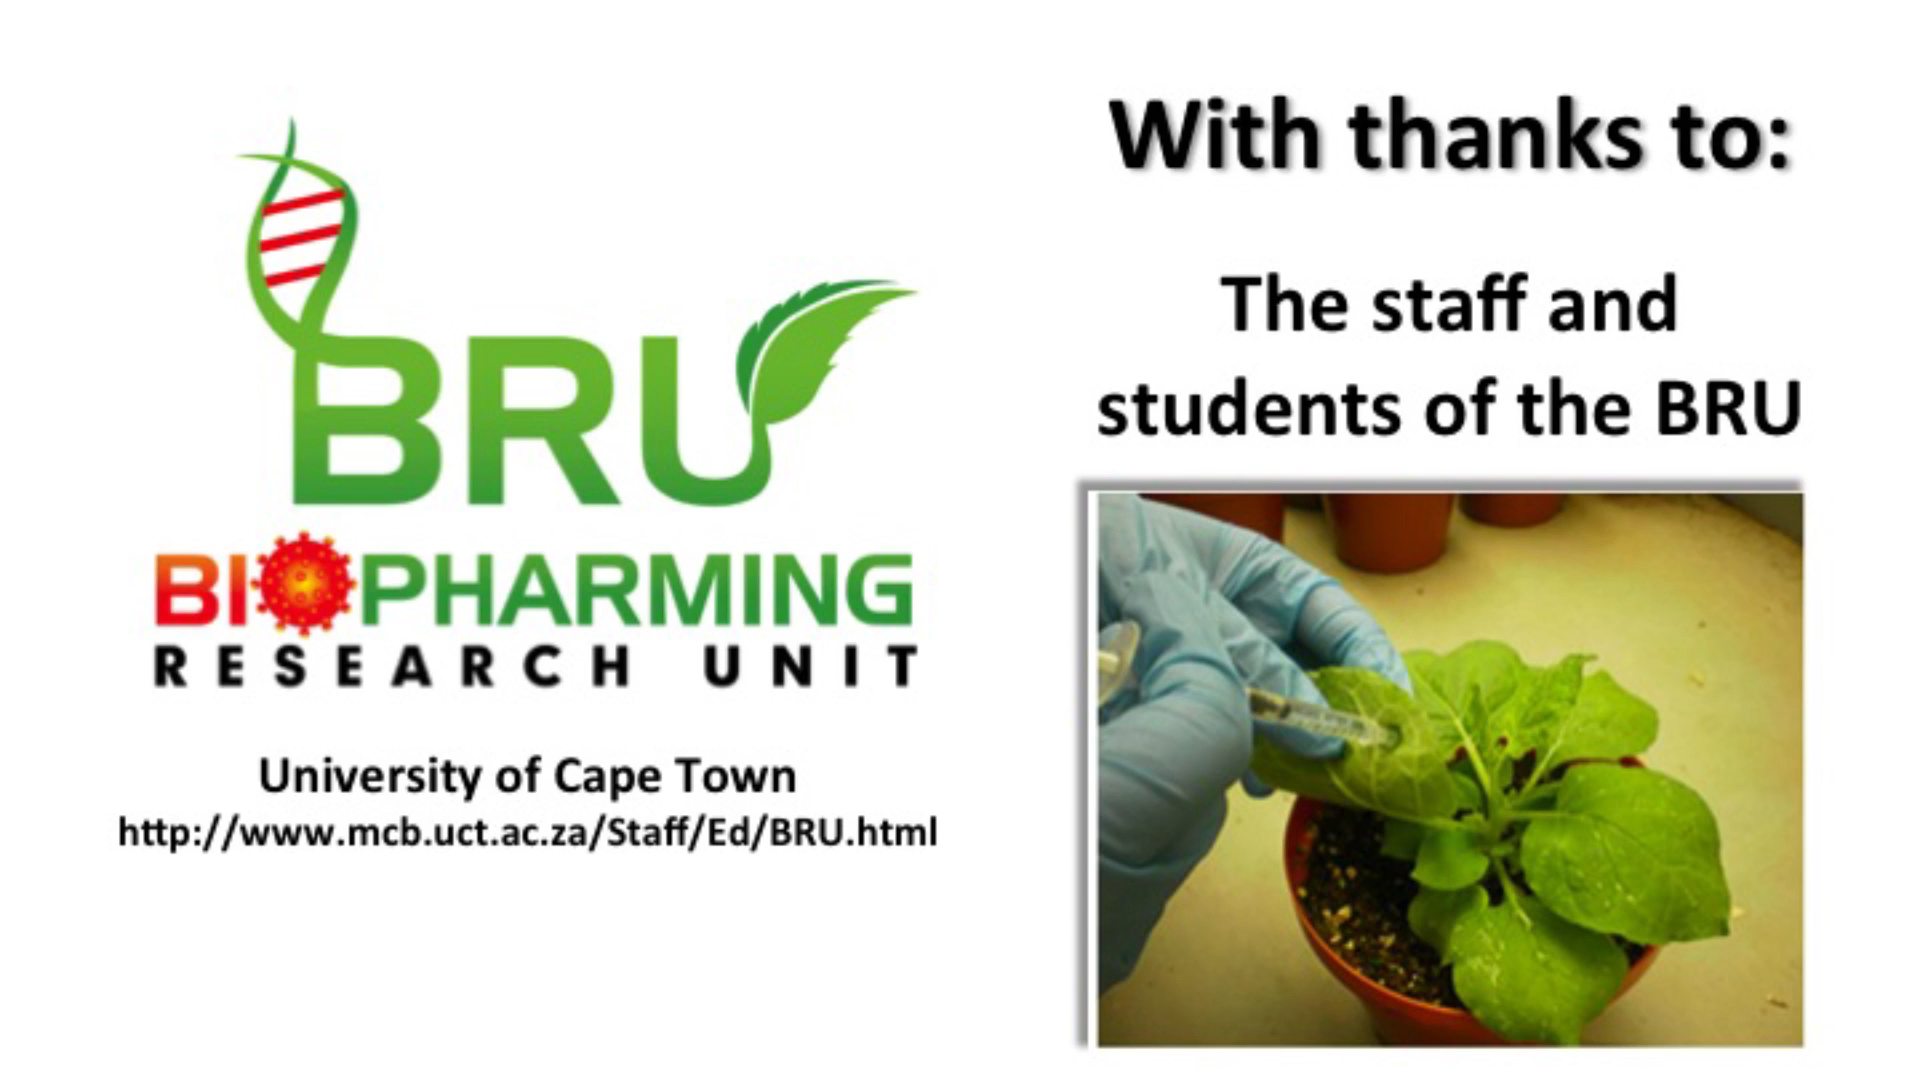 BRU
BIOPHARMING
RESEARCH UNIT
University of Cape Town
http://www.mcb.uct.ac.za/Staff/Ed/BRU.html
With thanks to:
The staff and
students of the BRU